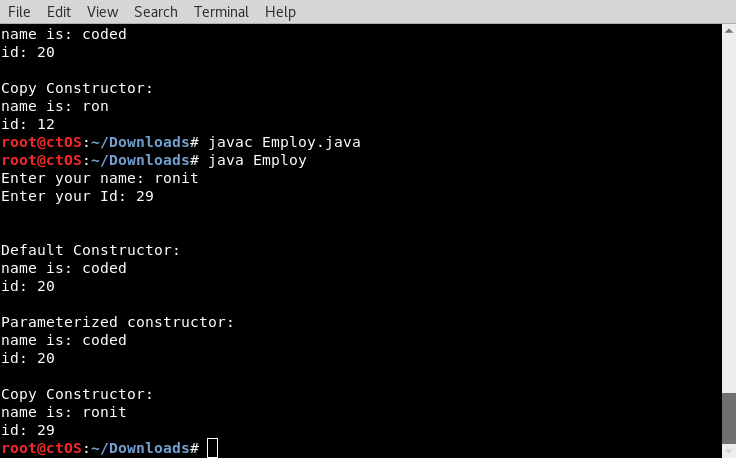 File Edit View Search Terminal Help
name is: coded
id: 20
Copy Constructor:
name is: ron
id: 12
root@ctOS:~/Downloads# javac Employ.java
root@ctOS:~/Downloads# java Employ
Enter your name: ronit
Enter your Id: 29
Default Constructor:
name is: coded
id: 20
Parameterized constructor:
name is: coded
id: 20
Copy Constructor:
name is: ronit
id: 29
root@ctOS:~/Downloads#